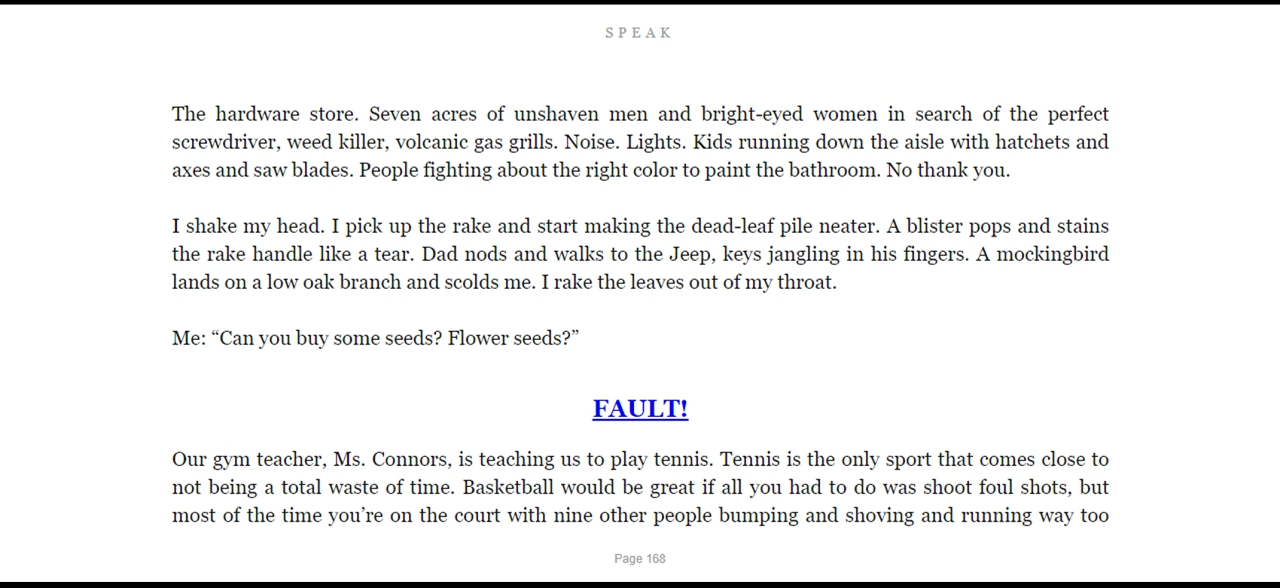 SPEAK
The hardware store. Seven acres of unshaven men and bright-eyed women in search of the perfect
screwdriver, weed killer, volcanic gas grills. Noise. Lights. Kids running down the aisle with hatchets and
axes and saw blades. People fighting about the right color to paint the bathroom. No thank you.
I shake my head. I pick up the rake and start making the dead-leaf pile neater. A blister pops and stains
the rake handle like a tear. Dad nods and walks to the Jeep, keys jangling in his fingers. A mockingbird
lands on a low oak branch and scolds me. I rake the leaves out of my throat.
Me: “Can you buy some seeds? Flower seeds?”
FAULT!
Our gym teacher, Ms. Connors, is teaching us to play tennis. Tennis is the only sport that comes close to
not being a total waste of time. Basketball would be great if all you had to do was shoot foul shots, but
most of the time you’re on the court with nine other people bumping and shoving and running way too
Page 168